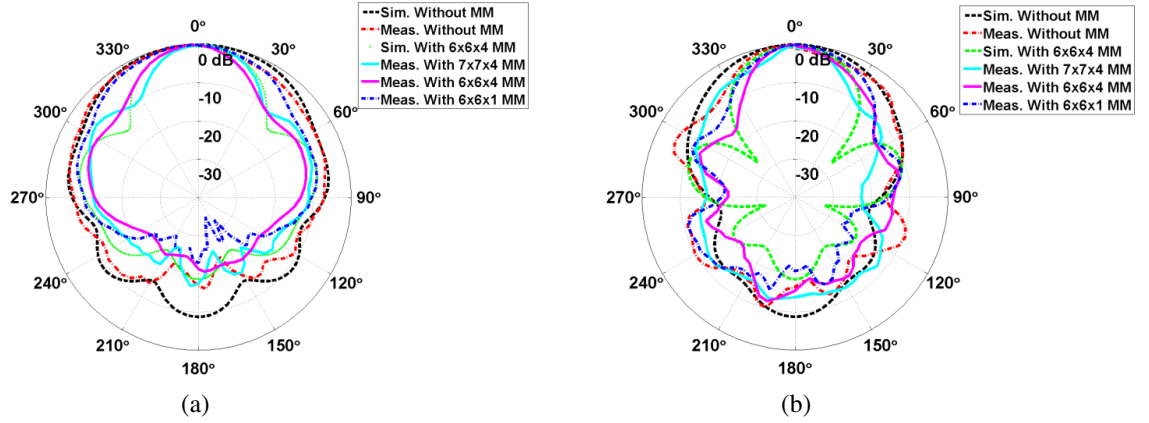 0°
30°
60°
90°
120°
150°
180°
210°
240°
270°
300°
330°
0 dB
-10
-20
-30
Sim. Without MM
Meas. Without MM
Sim. With 6x6x4 MM
Meas. With 7x7x4 MM
Meas. With 6x6x4 MM
Meas. With 6x6x1 MM
(a)
0°
30°
60°
90°
120°
150°
180°
210°
240°
270°
300°
330°
0 dB
-10
-20
-30
Sim. Without MM
Meas. Without MM
Sim. With 6x6x4 MM
Meas. With 7x7x4 MM
Meas. With 6x6x4 MM
Meas. With 6x6x1 MM
(b)